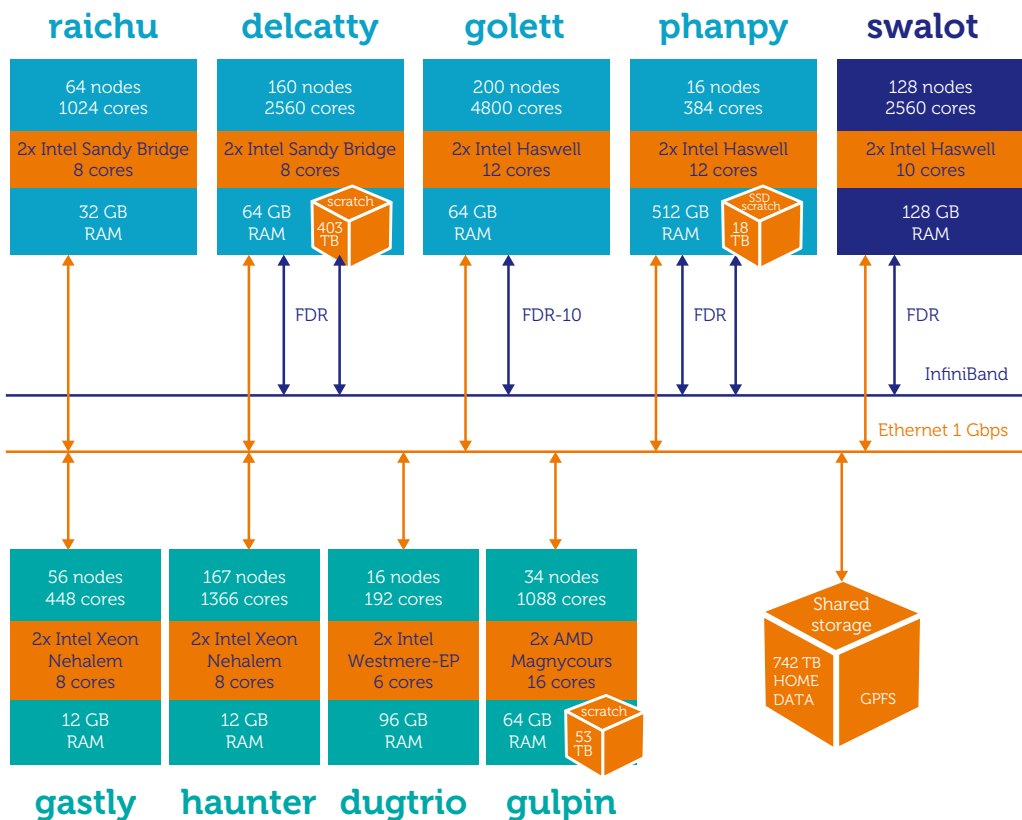 raichu
64 nodes
1024 cores
2x Intel Sandy Bridge
8 cores
32 GB
RAM
delcatty
160 nodes
2560 cores
2x Intel Sandy Bridge
8 cores
64 GB
RAM
scratch
403
TB
golett
200 nodes
4800 cores
2x Intel Haswell
12 cores
64 GB
RAM
phanpy
16 nodes
384 cores
2x Intel Haswell
12 cores
512 GB
RAM
SSD
scratch
18
TB
swalot
128 nodes
2560 cores
2x Intel Haswell
10 cores
128 GB
RAM
FDR
FDR-10
FDR
FDR
InfiniBand
Ethernet 1 Gbps
56 nodes
448 cores
2x Intel Xeon
Nehalem
8 cores
12 GB
RAM
gastly
167 nodes
1366 cores
2x Intel Xeon
Nehalem
8 cores
12 GB
RAM
haunter
16 nodes
192 cores
2x Intel
Westmere-EP
6 cores
96 GB
RAM
dugtrio
34 nodes
1088 cores
2x AMD
Magnycours
16 cores
64 GB
RAM
scratch
53
TB
gulpin
Shared
storage
742 TB
HOME
DATA
GPFS